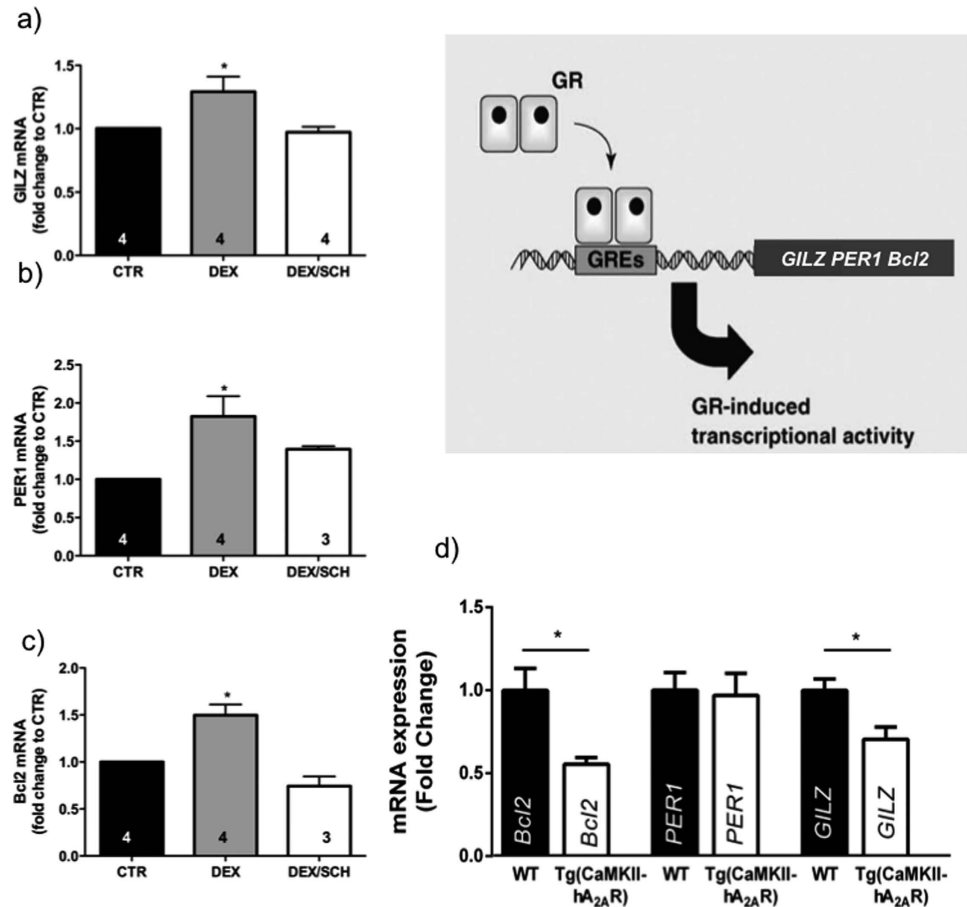 a)
GILZ mRNA
(fold change to CTR)
1.5
1.0
0.5
0.0
4
4
4
CTR
DEX
DEX/SCH
*
GR
GREs
GILZ PER1 Bcl2
GR-induced
transcriptional activity
b)
PER1 mRNA
(fold change to CTR)
2.5
2.0
1.5
1.0
0.5
0.0
*
4
4
3
CTR
DEX
DEX/SCH
c)
Bcl2 mRNA
(fold change to CTR)
2.0
1.5
1.0
0.5
0.0
*
4
4
3
CTR
DEX
DEX/SCH
d)
mRNA expression
(Fold Change)
1.5
1.0
0.5
0.0
*
*
Bcl2
Bcl2
PER1
PER1
GILZ
GILZ
WT Tg(CaMKII- WT Tg(CaMKII- WT Tg(CaMKII-
hA2AR) hA2AR) hA2AR)